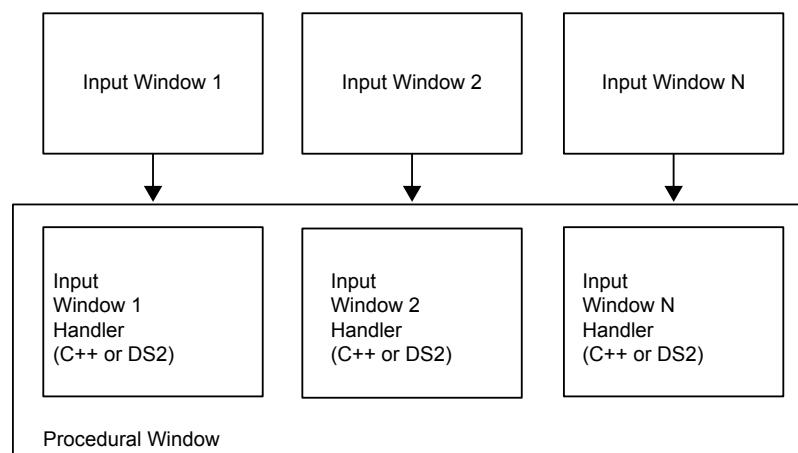 Input Window 1
Input Window 2
Input Window N
Input
Window 1
Handler
(C++ or DS2)
Input
Window 2
Handler
(C++ or DS2)
Input
Window N
Handler
(C++ or DS2)
Procedural Window